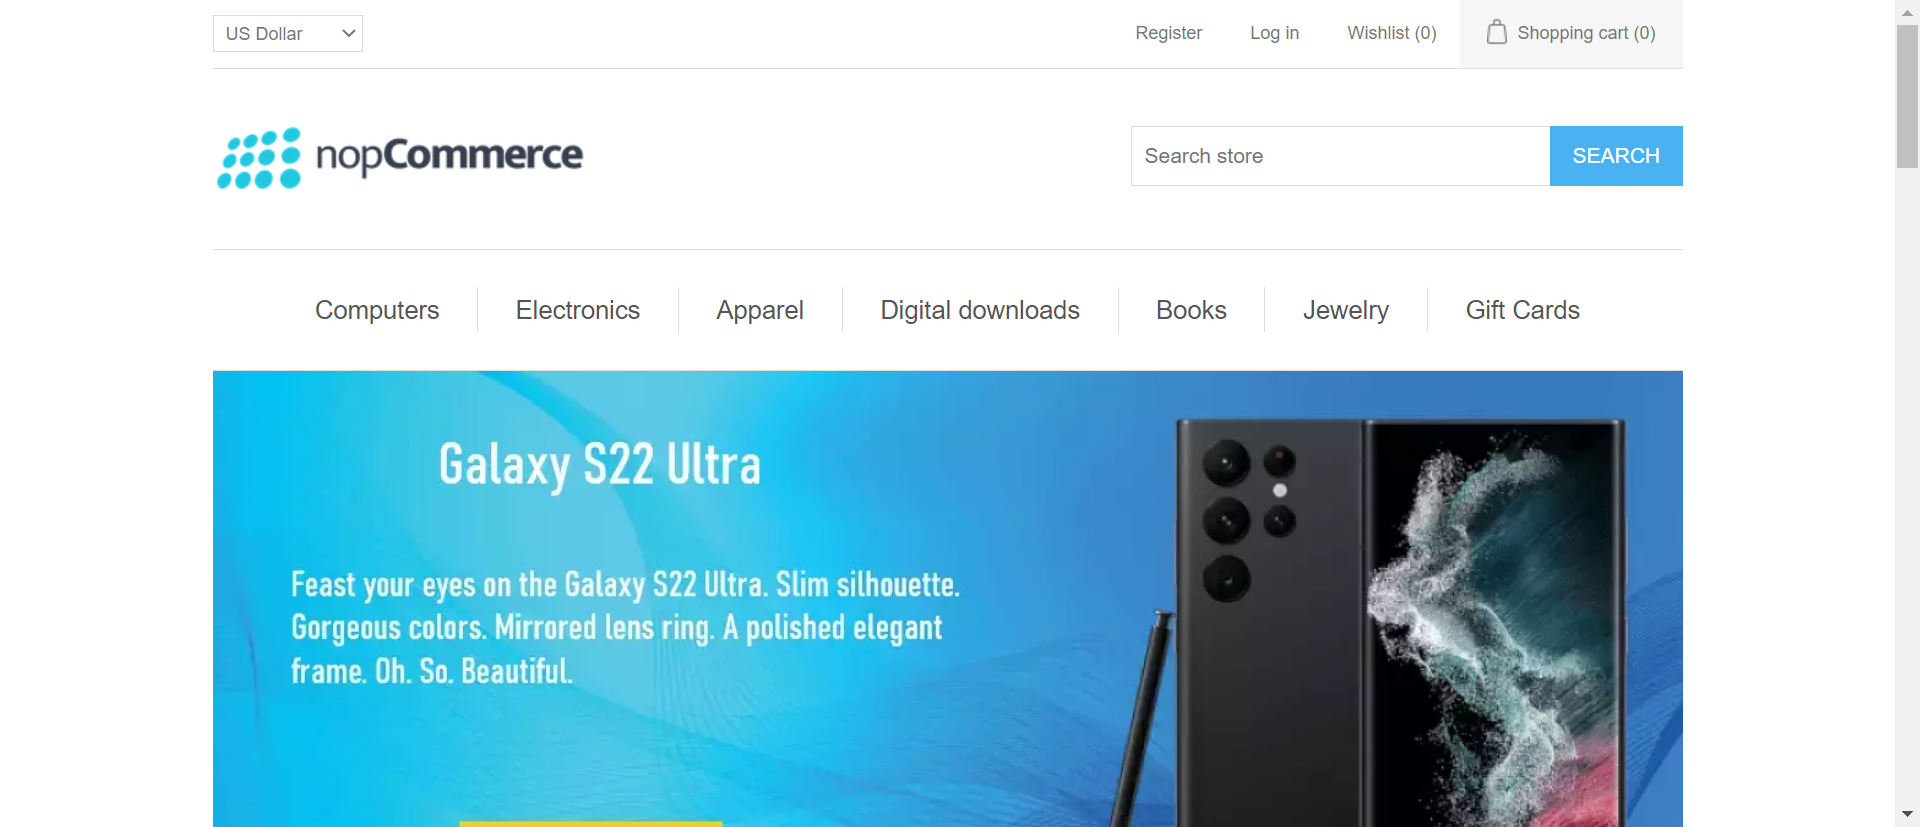 US Dollar
Register
Log in
Wishlist (0)
Shopping cart (0)
nopCommerce
Search store
SEARCH
Computers
Electronics
Apparel
Digital downloads
Books
Jewelry
Gift Cards
Galaxy S22 Ultra
Feast your eyes on the Galaxy S22 Ultra. Slim silhouette.
Gorgeous colors. Mirrored lens ring. A polished elegant
frame. Oh. So. Beautiful.